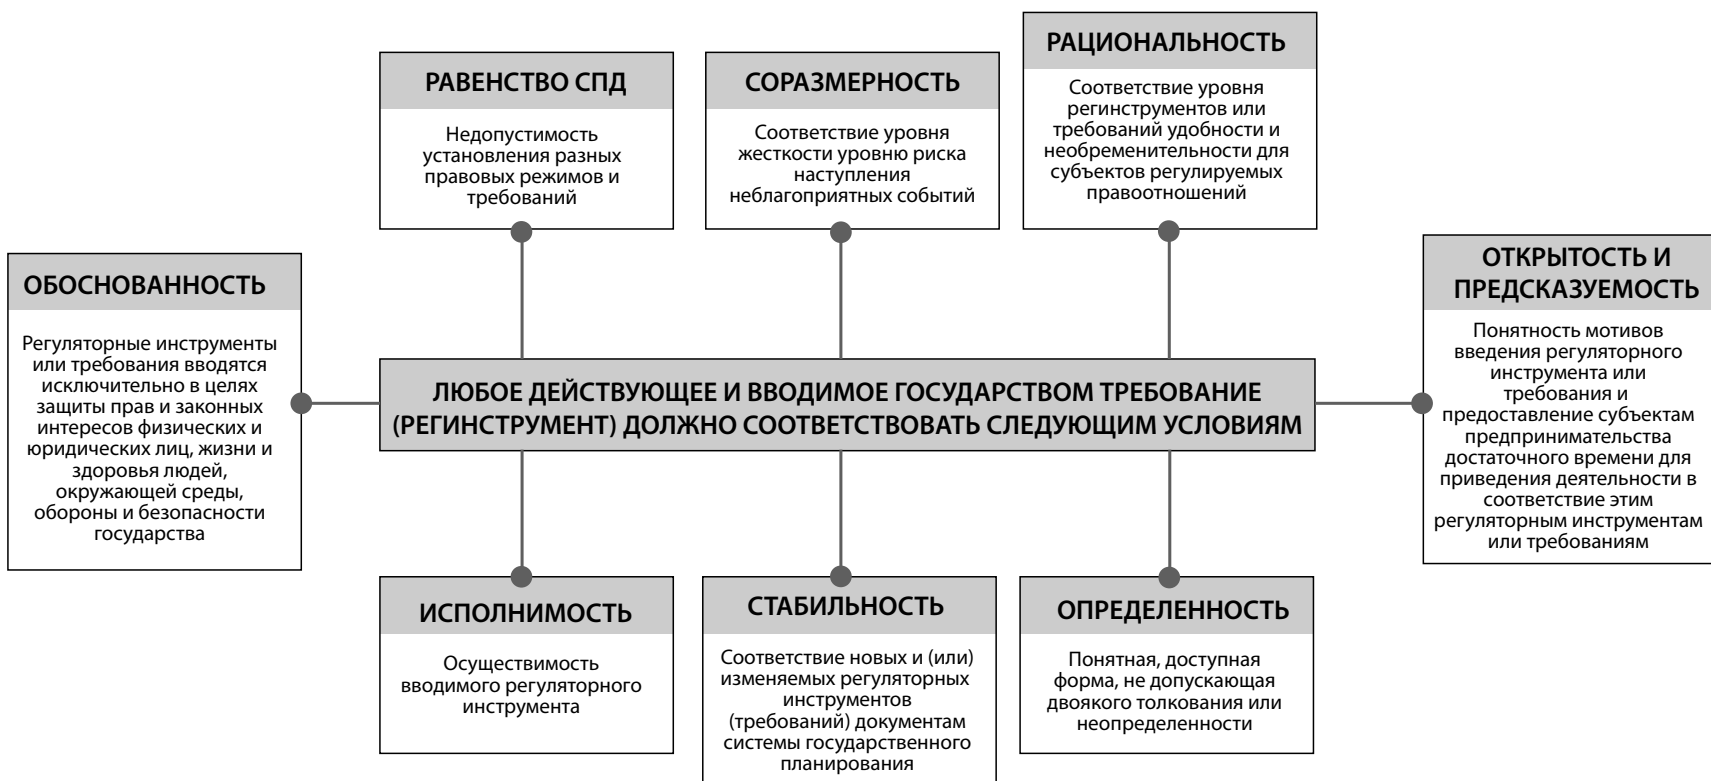 РАВЕНСТВО СПД
Недопустимость
установления разных
правовых режимов и
требований
СОРАЗМЕРНОСТЬ
Соответствие уровня
жесткости уровню риска
наступления
неблагоприятных событий
РАЦИОНАЛЬНОСТЬ
Соответствие уровня
регинструментов или
требований удобности и
необременительности для
субъектов регулируемых
правоотношений
ОБОСНОВАННОСТЬ
Регуляторные инструменты
или требования вводятся
исключительно в целях
защиты прав и законных
интересов физических и
юридических лиц, жизни и
здоровья людей,
окружающей среды,
обороны и безопасности
государства
ЛЮБОЕ ДЕЙСТВУЮЩЕЕ И ВВОДИМОЕ ГОСУДАРСТВОМ ТРЕБОВАНИЕ
(РЕГИНСТРУМЕНТ) ДОЛЖНО СООТВЕТСТВОВАТЬ СЛЕДУЮЩИМ УСЛОВИЯМ
ОТКРЫТОСТЬ И
ПРЕДСКАЗУЕМОСТЬ
Понятность мотивов
введения регуляторного
инструмента или
требования и
предоставление субъектам
предпринимательства
достаточного времени для
приведения деятельности в
соответствие этим
регуляторным инструментам
или требованиям
ИСПОЛНИМОСТЬ
Осуществимость
вводимого регуляторного
инструмента
СТАБИЛЬНОСТЬ
Соответствие новых и (или)
изменяемых регуляторных
инструментов
(требований) документам
системы государственного
планирования
ОПРЕДЕЛЕННОСТЬ
Понятная, доступная
форма, не допускающая
двоякого толкования или
неопределенности